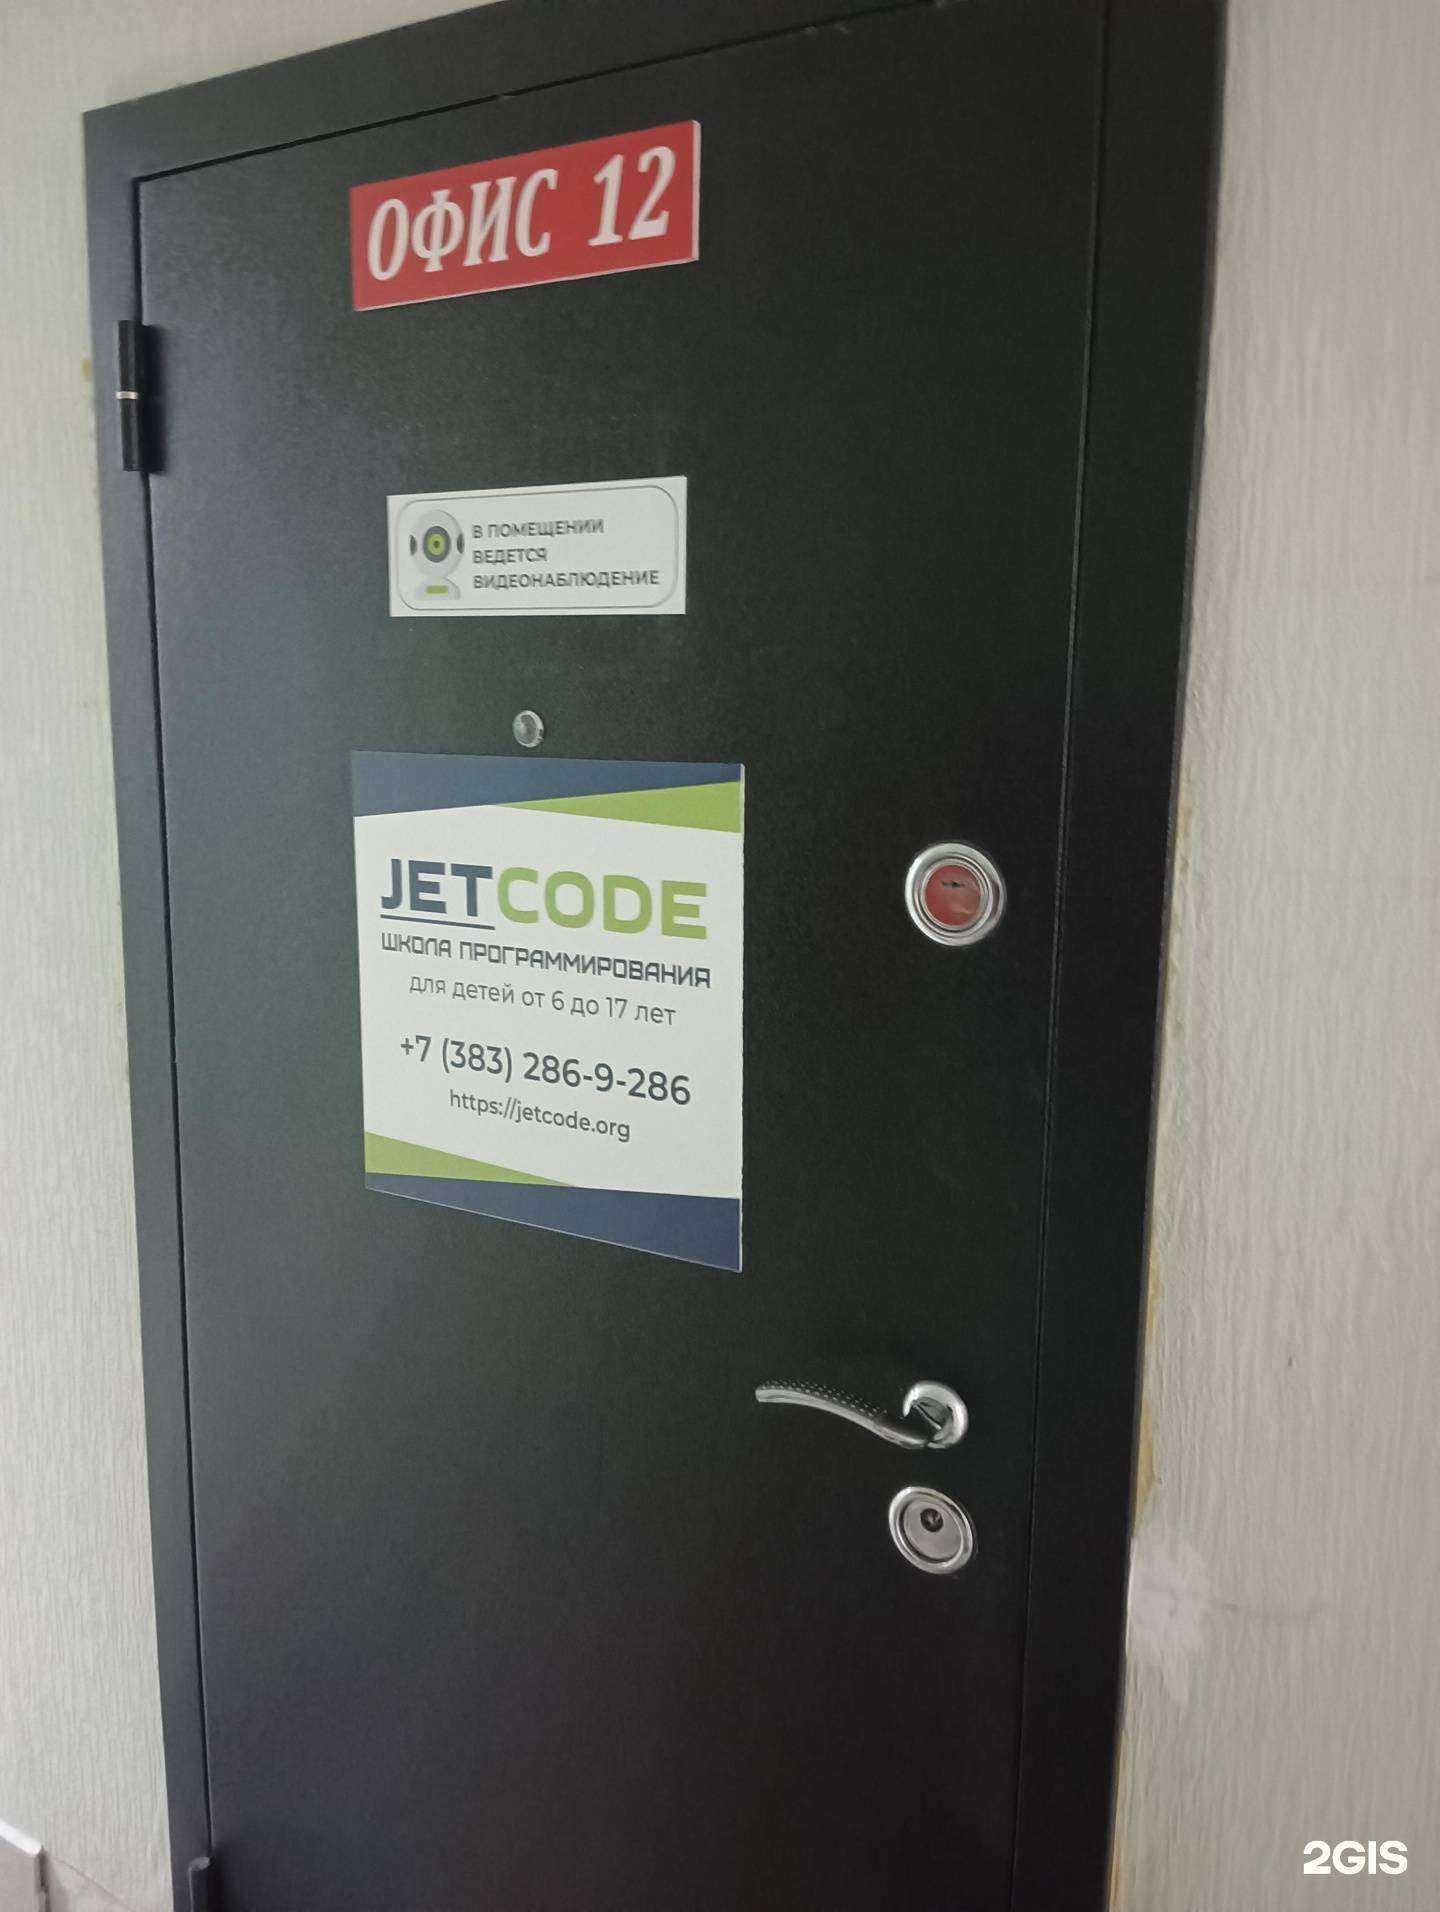 ОФИС 12
В ПОМЕЩЕНИИ
ВЕДЕТСЯ
ВИДЕОНАБЛЮДЕНИЕ
JETCODE
ШКОЛА ПРОГРАММИРОВАНИЯ
для детей от 6 до 17 лет
+7 (383) 286-9-286
https://jetcode.org
2GIS